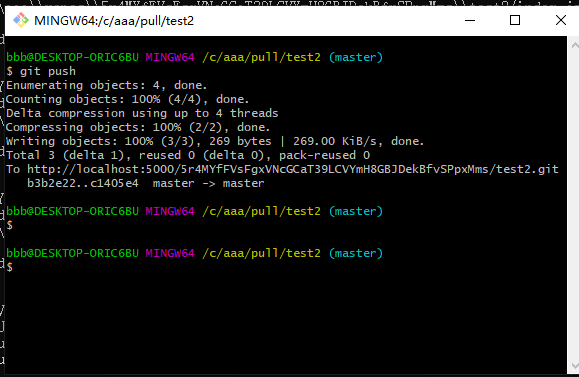 MINGW64:/c/aaa/pull/test2
bbb@DESKTOP-ORIC6BU MINGW64 /c/aaa/pull/test2 (master)
$ git push
Enumerating objects: 4, done.
Counting objects: 100% (4/4), done.
Delta compression using up to 4 threads
Compressing objects: 100% (2/2), done.
Writing objects: 100% (3/3), 269 bytes | 269.00 KiB/s, done.
Total 3 (delta 1), reused 0 (delta 0), pack-reused 0
To http://localhost:5000/5r4MYfFVsFgxVNcGCaT39LCVYmH8GBJDekBfvSPpxMms/test2.git
b3b2e22..c1405e4  master -> master
bbb@DESKTOP-ORIC6BU MINGW64 /c/aaa/pull/test2 (master)
$
bbb@DESKTOP-ORIC6BU MINGW64 /c/aaa/pull/test2 (master)
$